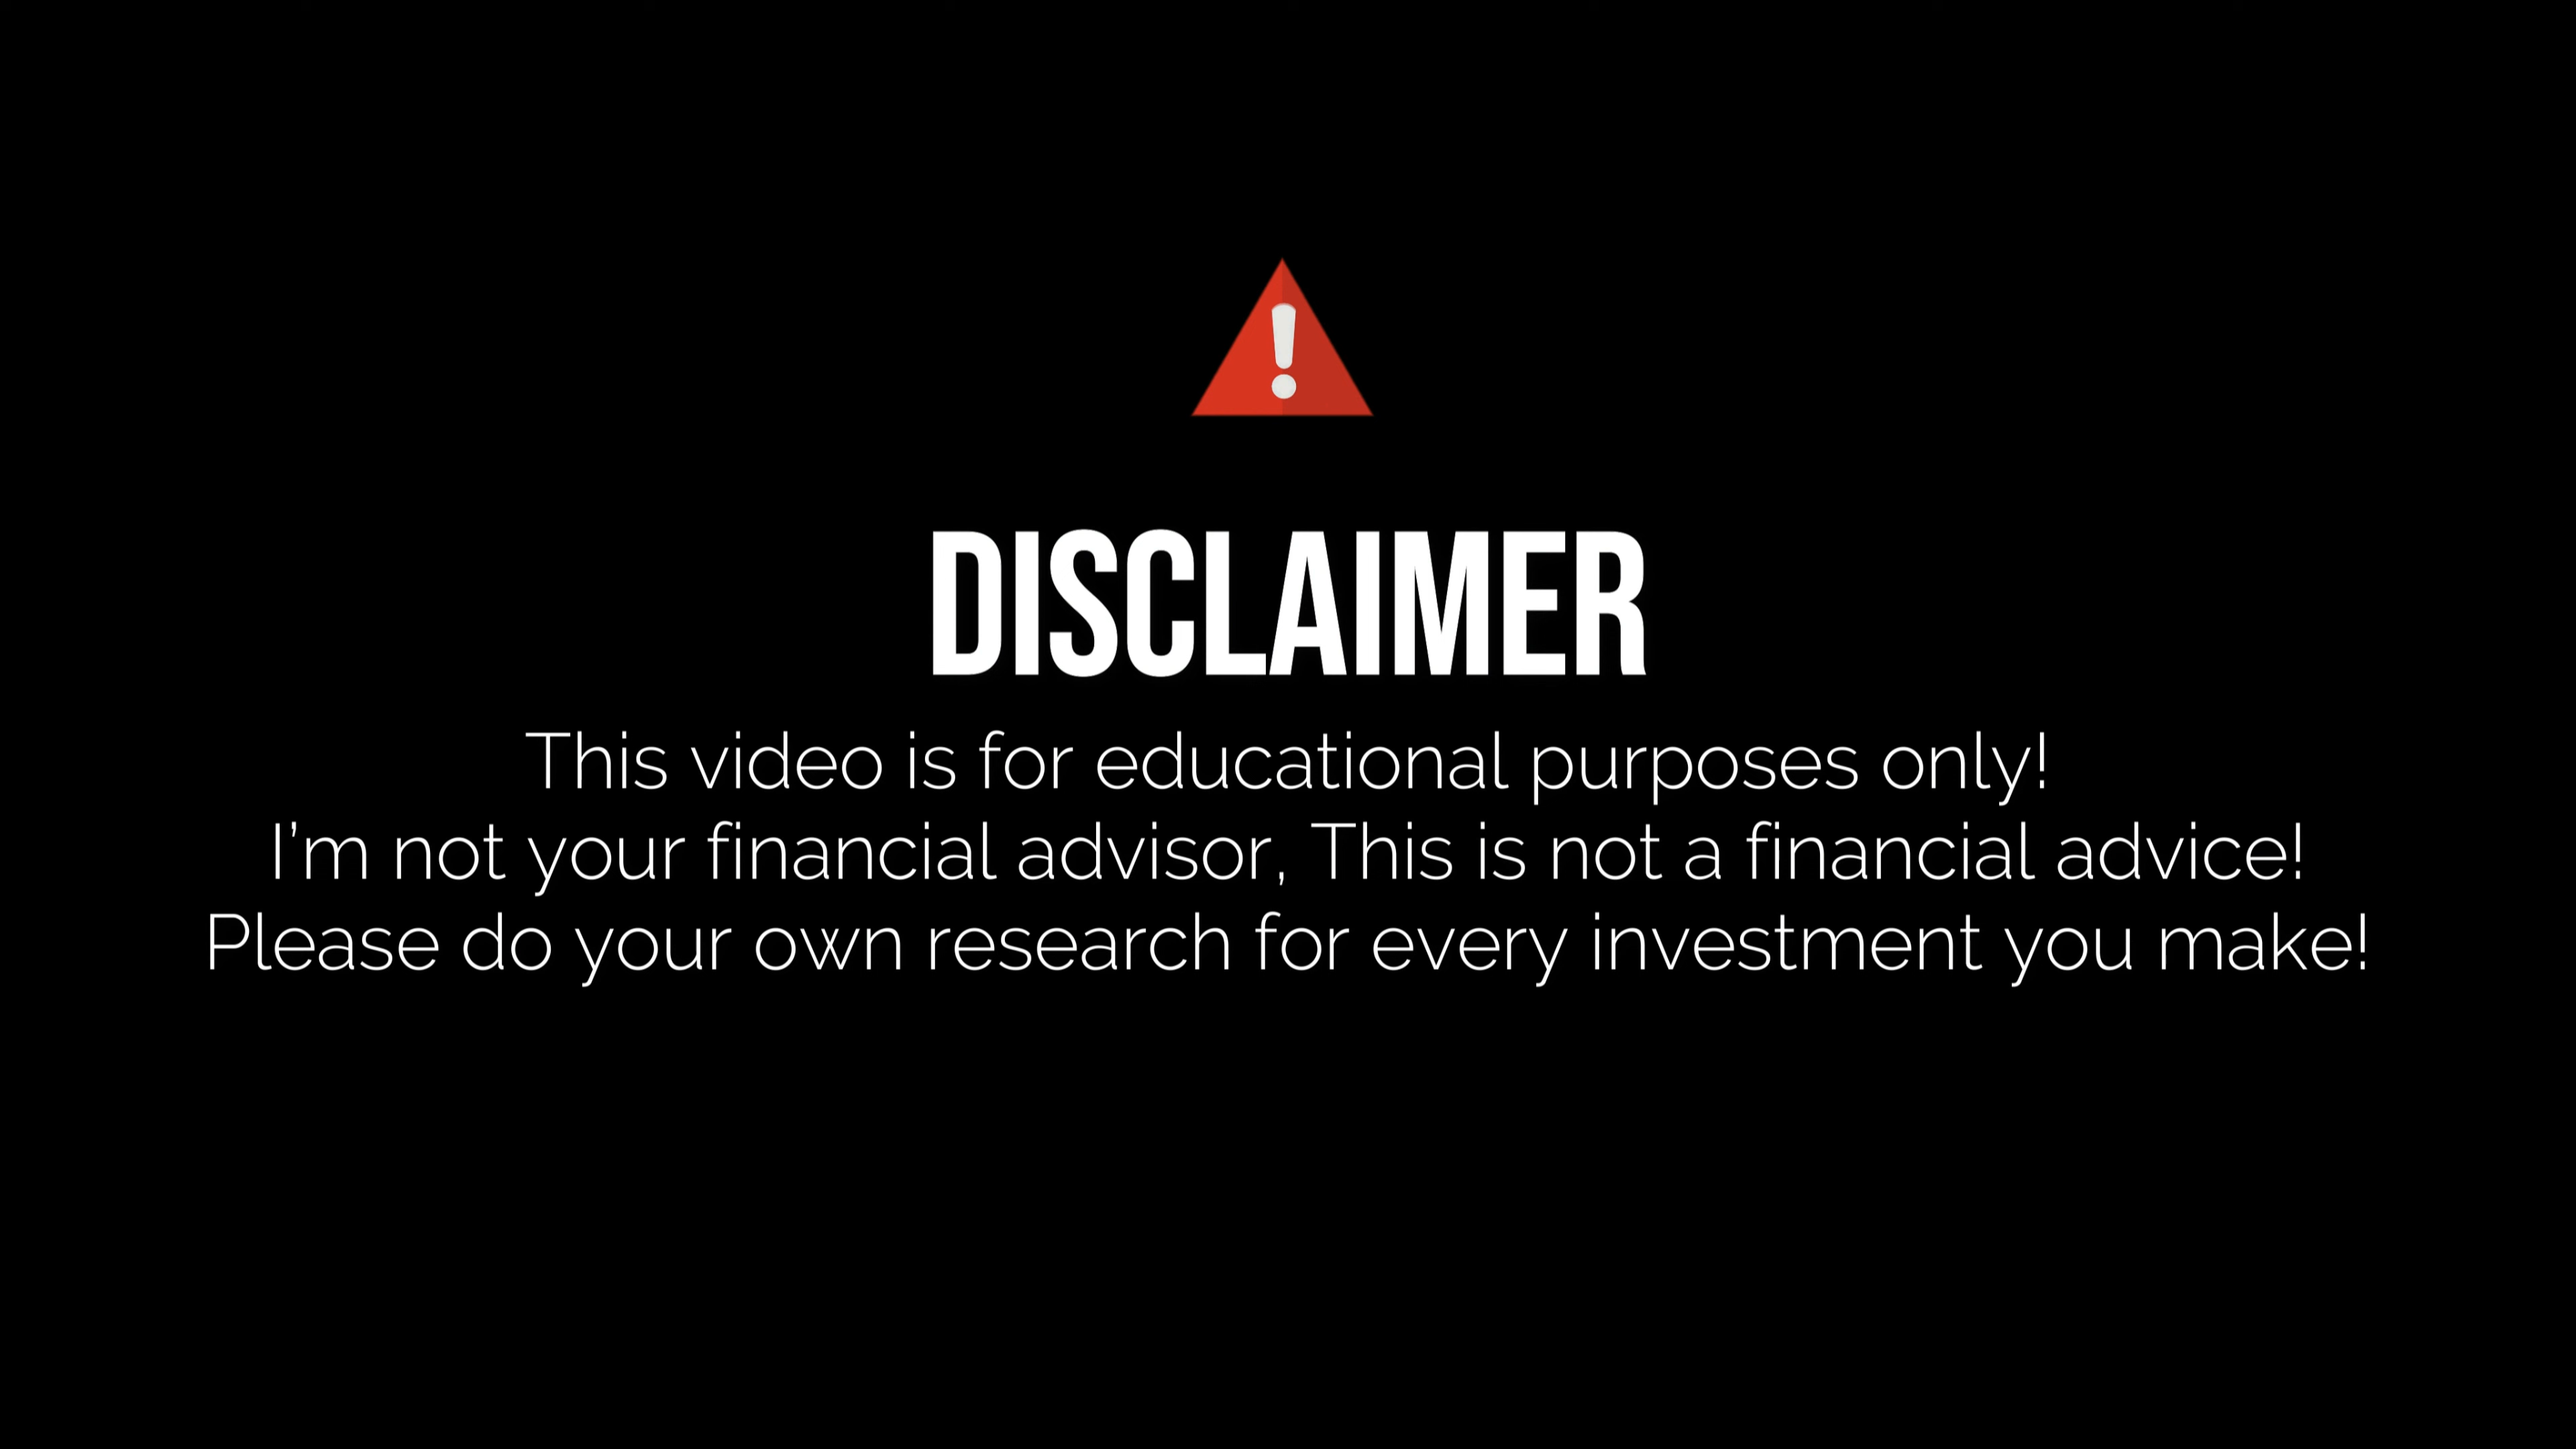 DISCLAIMER
This video is for educational purposes only!
I'm not your financial advisor, This is not a financial advice!
Please do your own research for every investment you make!